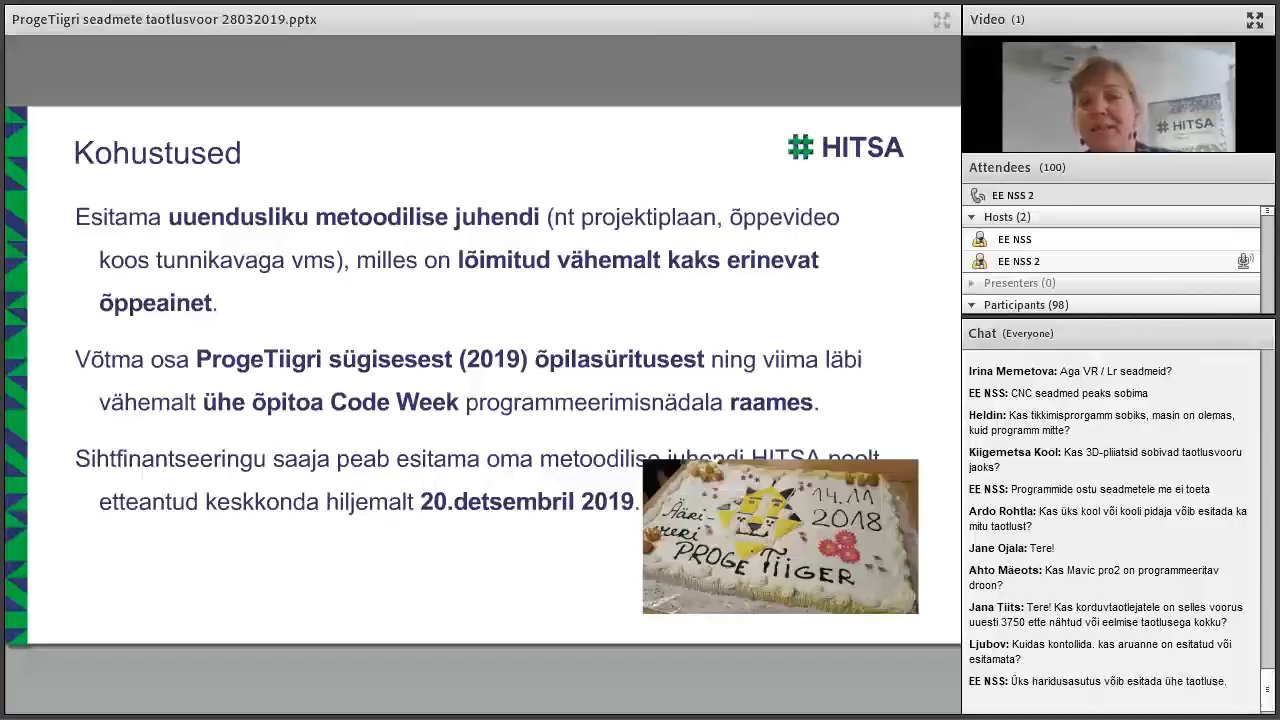 ProgeTiigri seadmete taotlusvoor 28032019.pptx
Kohustused
# HITSA
Esitama uuendusliku metoodilise juhendi (nt projektiplaan, õppevideo
koos tunnikavaga vms), milles on lõimitud vähemalt kaks erinevat
õppeainet.
Võtma osa ProgeTiigri sügisesest (2019) õpilasüritusest ning viima läbi
vähemalt ühe õpitoa Code Week programmeerimisnädala raames.
Sihtfinantseeringu saaja peab esitama oma metoodilise juhendi HITSA poolt
etteantud keskkonda hiljemalt 20.detsembril 2019.
14.11
2018
Ääri-
veeri
PROGE TIIGER
Video (1)
# HITSA
Attendees (100)
EE NSS 2
Hosts (2)
EE NSS
EE NSS 2
Presenters (0)
Participants (98)
Chat (Everyone)
Irina Memetova: Aga VR / Lr seadmeid?
EE NSS: CNC seadmed peaks sobima
Heldin: Kas tikkimisprorgamm sobiks, masin on olemas,
kuid programm mitte?
Kiigemetsa Kool: Kas 3D-pliiatsid sobivad taotlusvooru
jaoks?
EE NSS: Programmide ostu seadmetele me ei toeta
Ardo Rohtla: Kas üks kool või kooli pidaja võib esitada ka
mitu taotlust?
Jane Ojala: Tere!
Ahto Mäeots: Kas Mavic pro2 on programmeeritav
droon?
Jana Tiits: Tere! Kas korduvtaotlejatele on selles voorus
uuesti 3750 ette nähtud või eelmise taotlusega kokku?
Ljubov: Kuidas kontollida. kas aruanne on esitatud või
esitamata?
EE NSS: Üks haridusasutus võib esitada ühe taotluse.